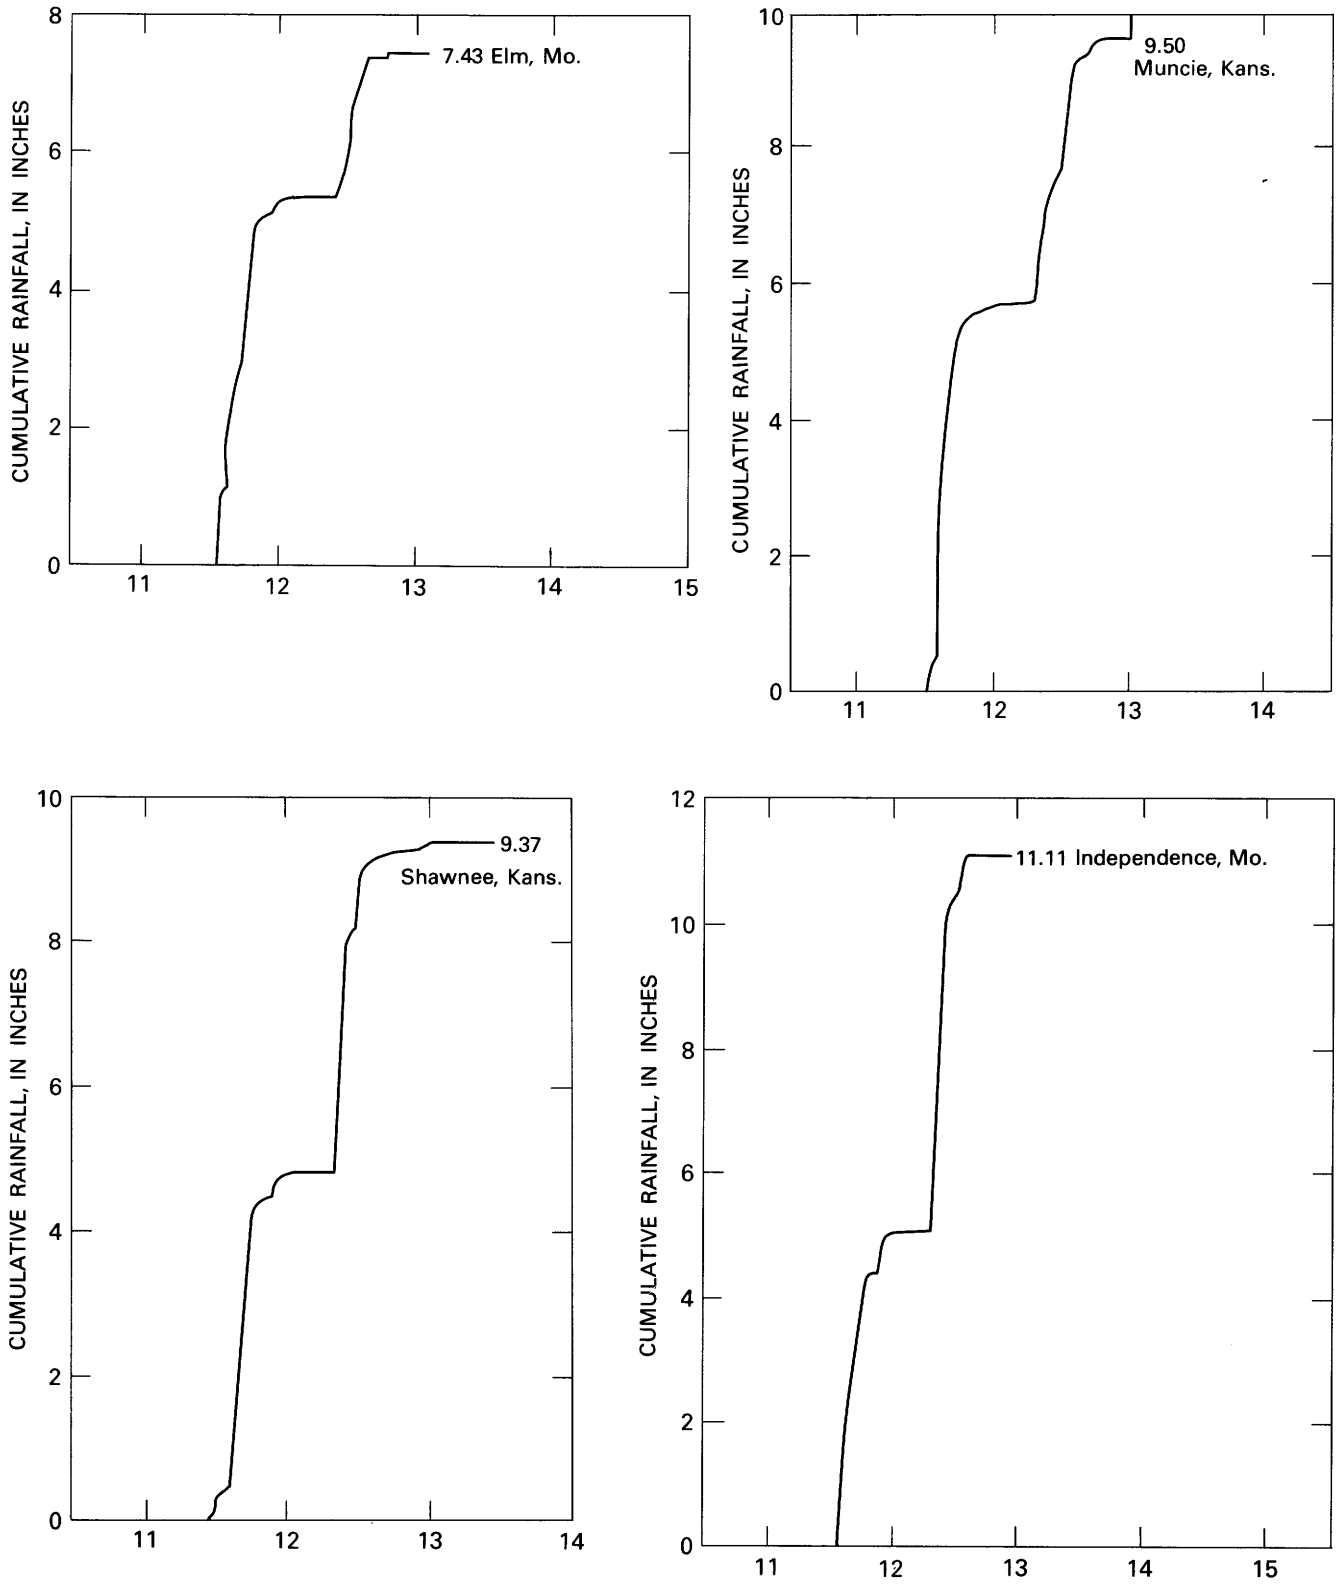 8
6
4
2
0
CUMULATIVE RAINFALL, IN INCHES
7.43 Elm, Mo.
11 12 13 14 15
10
8
6
4
2
0
CUMULATIVE RAINFALL, IN INCHES
9.50
Muncie, Kans.
11 12 13 14
10
8
6
4
2
0
CUMULATIVE RAINFALL, IN INCHES
9.37
Shawnee, Kans.
11 12 13 14
12
10
8
6
4
2
0
CUMULATIVE RAINFALL, IN INCHES
11.11 Independence, Mo.
11 12 13 14 15